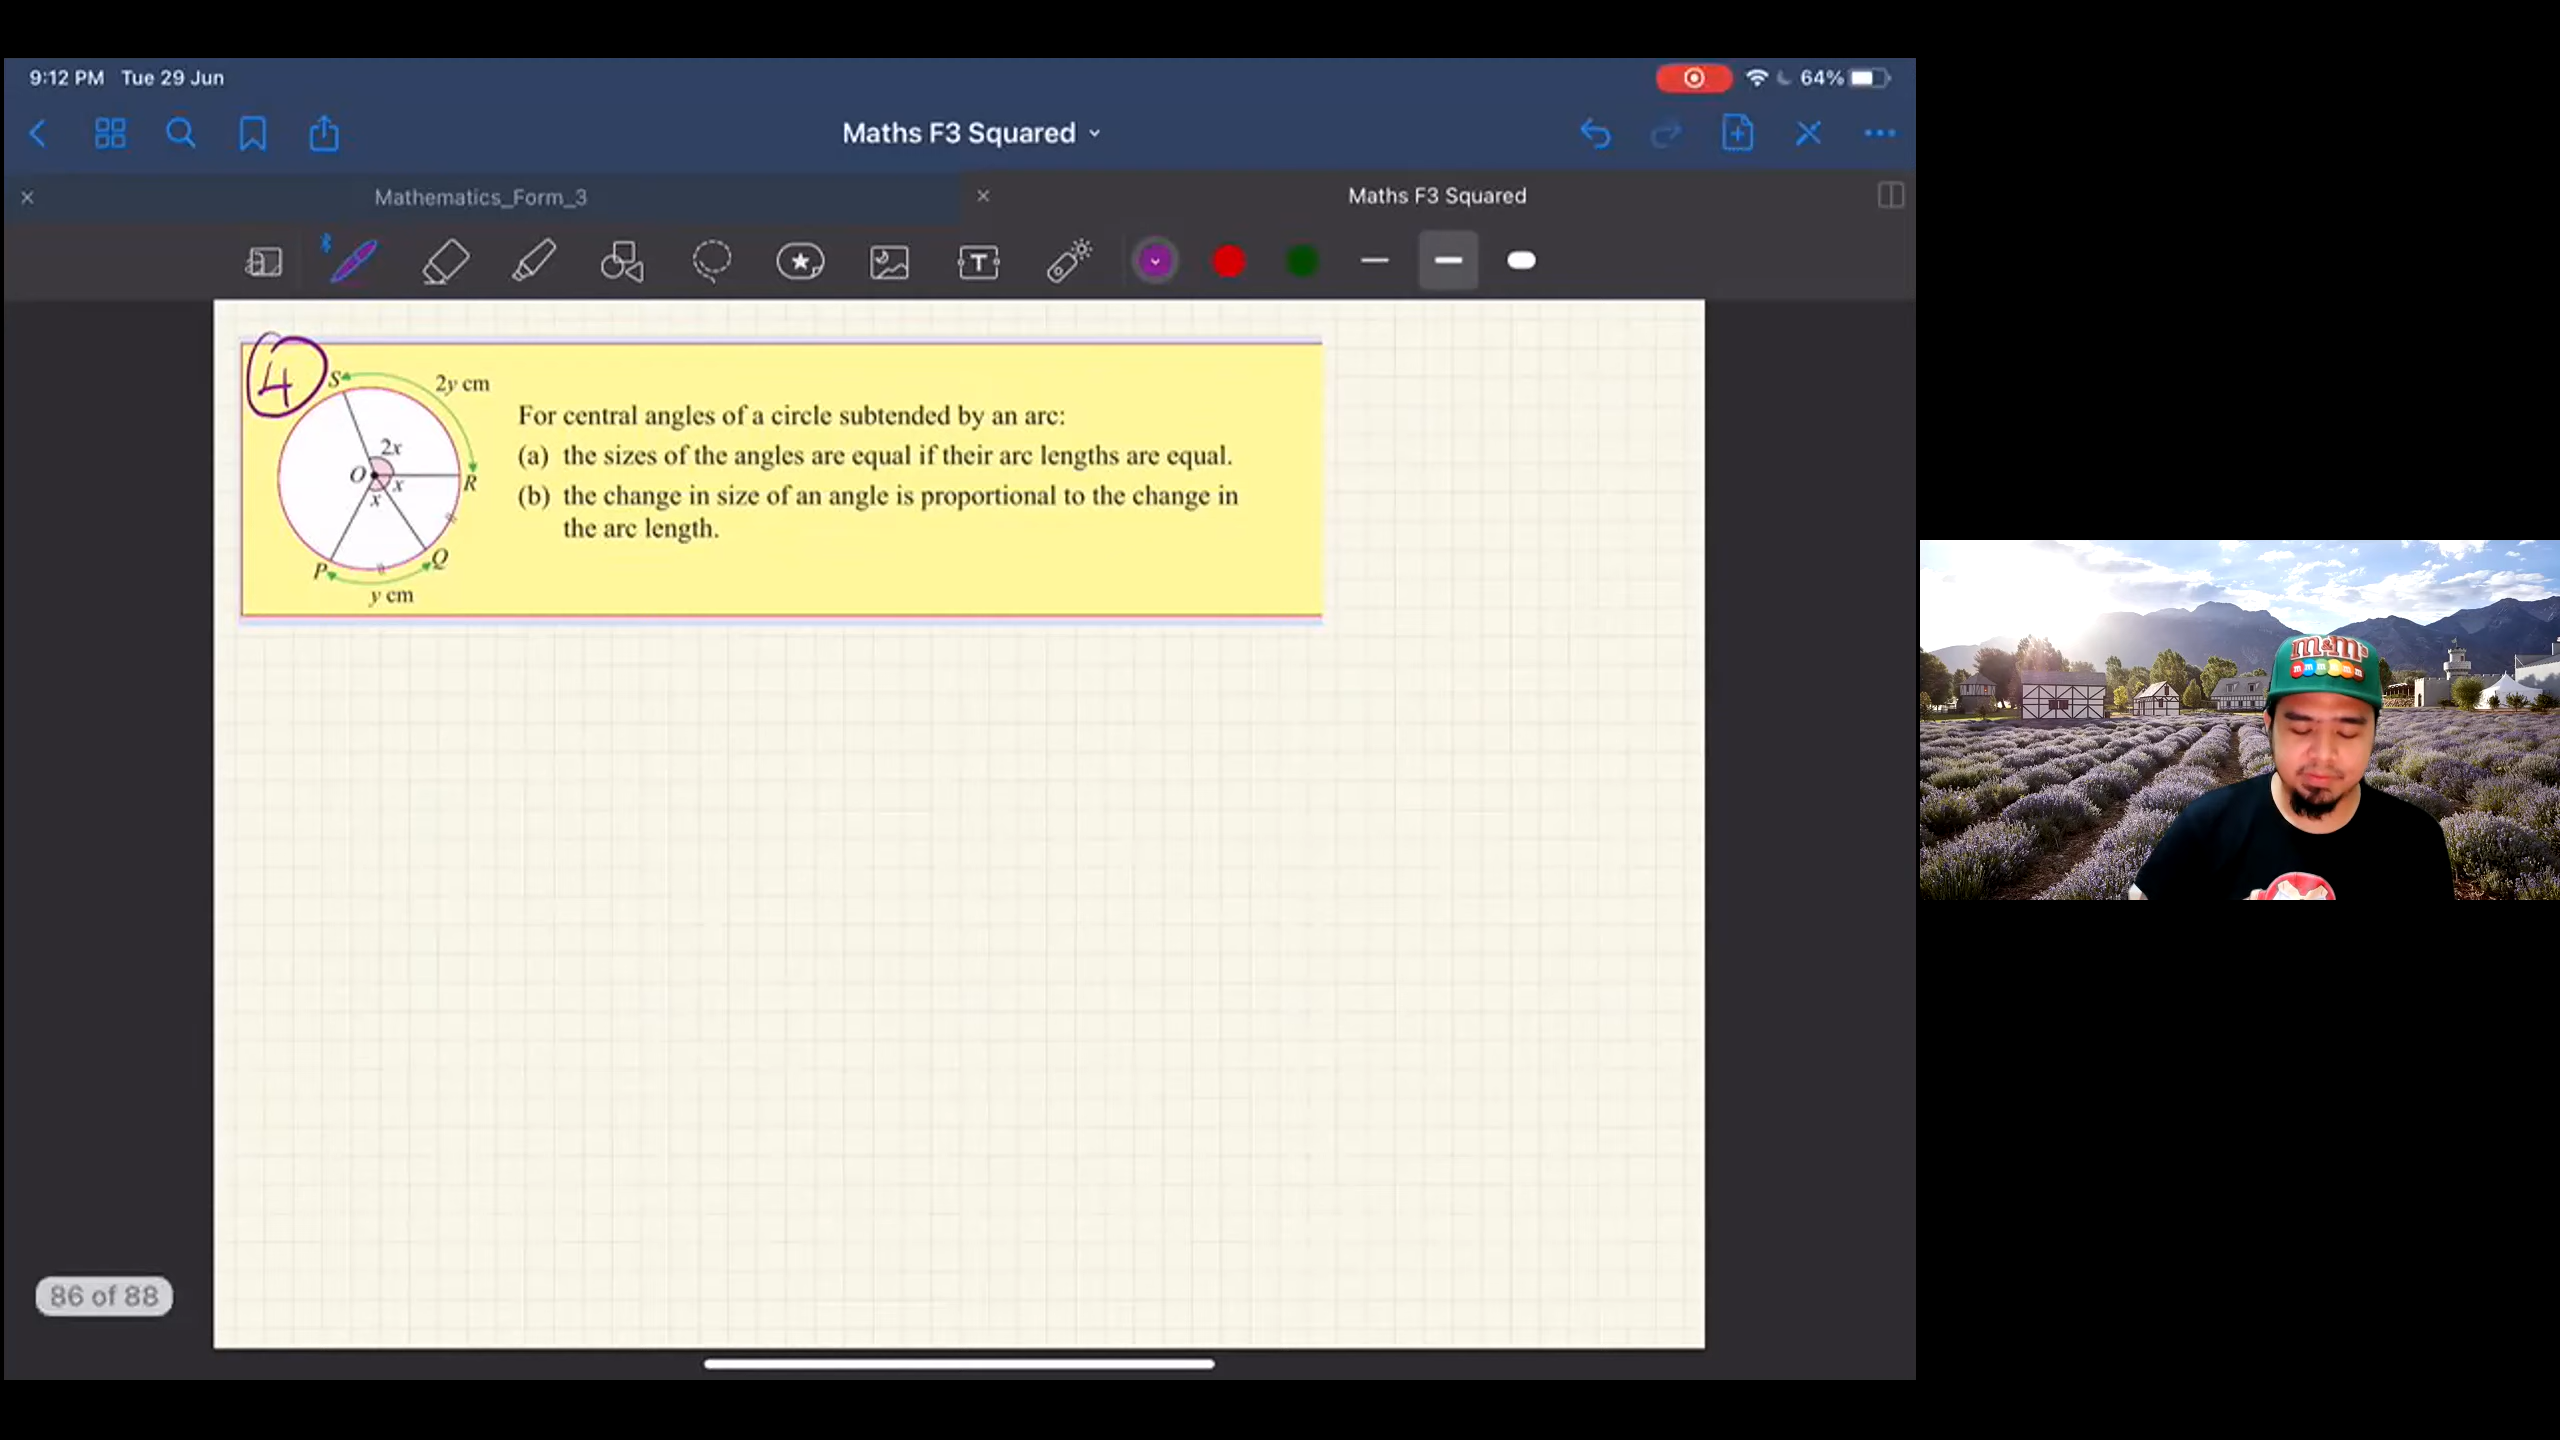 9:12 PM Tue 29 Jun
64%
Maths F3 Squared
Mathematics_Form_3
Maths F3 Squared
T
4
S
2y cm
2x
O
x
R
x
P
Q
y cm
For central angles of a circle subtended by an arc:
(a) the sizes of the angles are equal if their arc lengths are equal.
(b) the change in size of an angle is proportional to the change in
the arc length.
m&m's
m m m m m
86 of 88